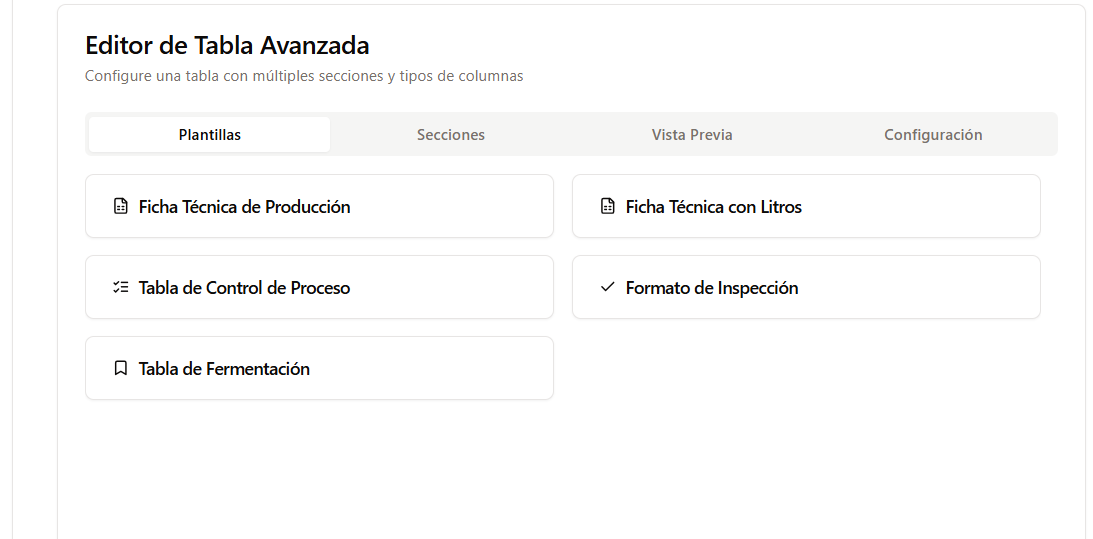 Editor de Tabla Avanzada
Configure una tabla con múltiples secciones y tipos de columnas
Plantillas
Secciones
Vista Previa
Configuración
Ficha Técnica de Producción
Ficha Técnica con Litros
Tabla de Control de Proceso
Formato de Inspección
Tabla de Fermentación